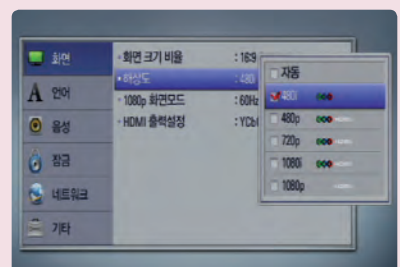 화면
언어
음성
잠금
네트워크
기타
화면 크기 비율 : 16:9
해상도 : 480i
1080p 화면모드 : 60Hz
HDMI 출력설정 : YCbC
자동
480i
480p
720p
1080i
1080p